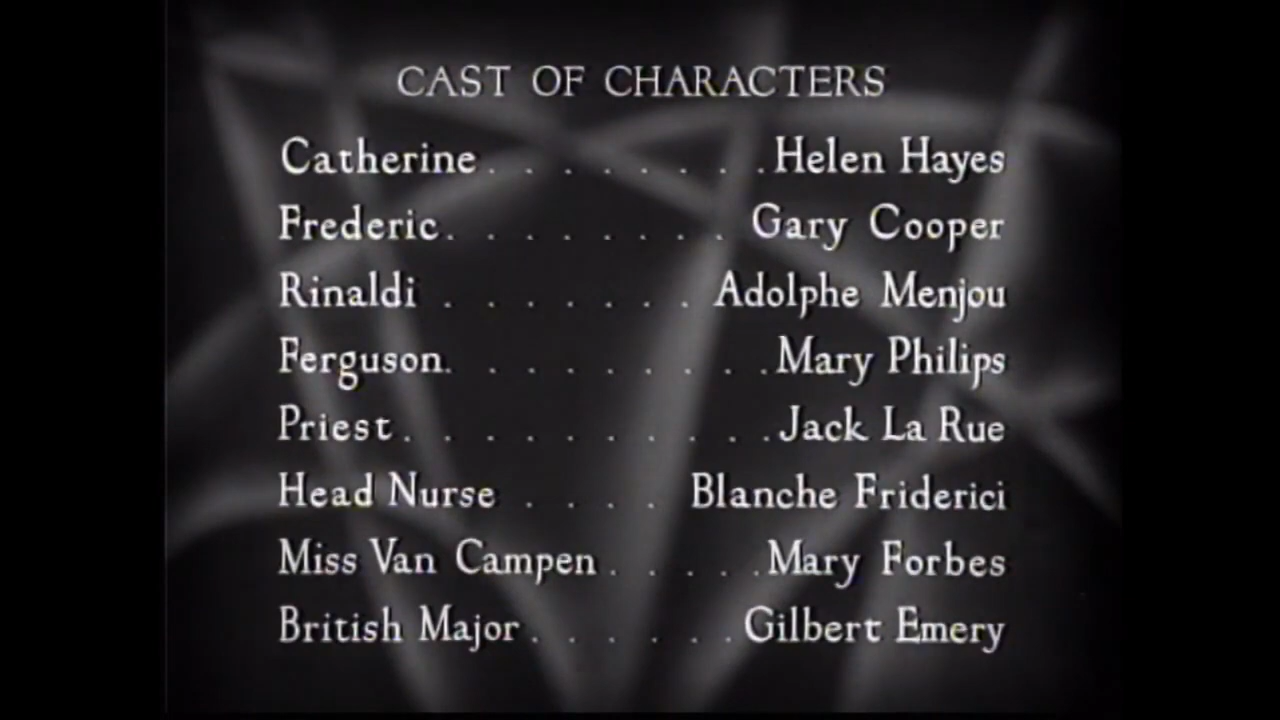 CAST OF CHARACTERS
Catherine . . . . . . . . Helen Hayes
Frederic . . . . . . . . Gary Cooper
Rinaldi . . . . . . . Adolphe Menjou
Ferguson. . . . . . . . . Mary Philips
Priest . . . . . . . . . . . Jack La Rue
Head Nurse . . . . Blanche Friderici
Miss Van Campen . . . . . Mary Forbes
British Major . . . . . . Gilbert Emery